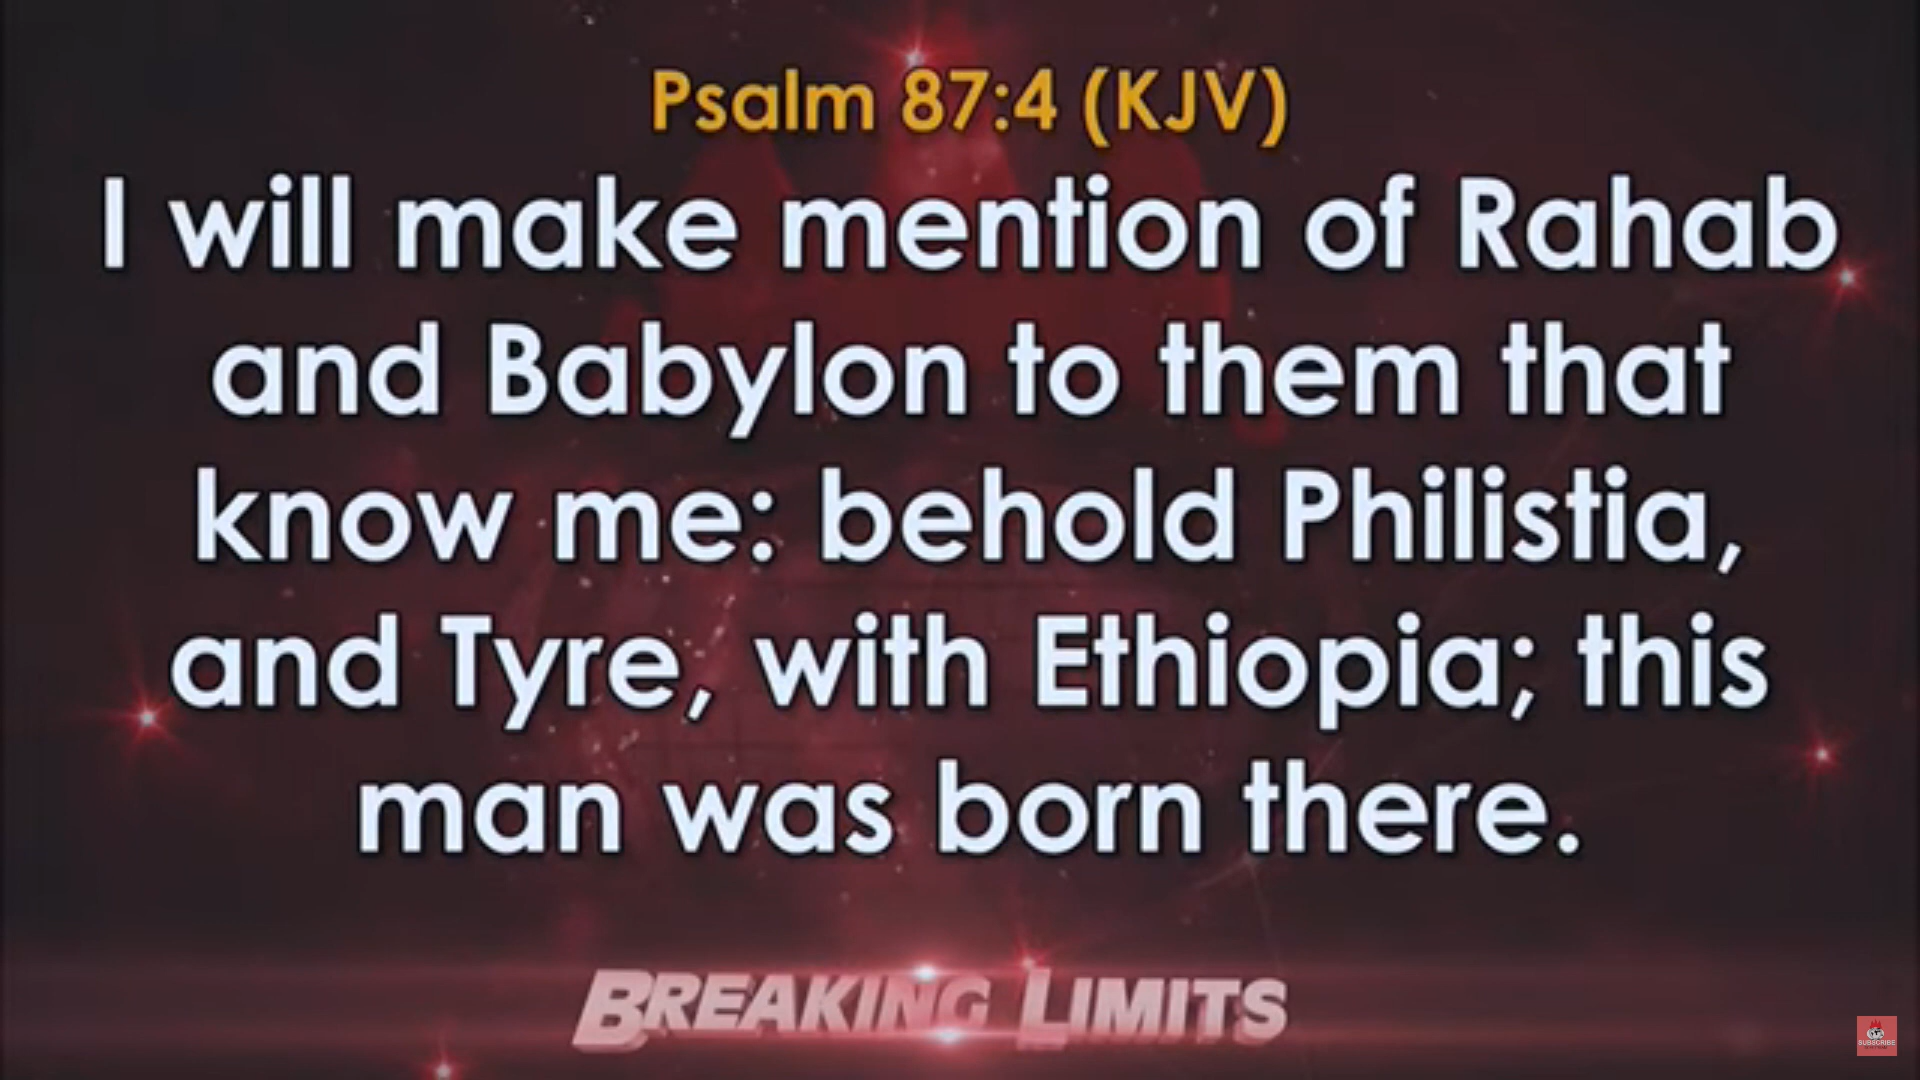 Psalm 87:4 (KJV)
I will make mention of Rahab
and Babylon to them that
know me: behold Philistia,
and Tyre, with Ethiopia; this
man was born there.
BREAKING LIMITS
SUBSCRIBE